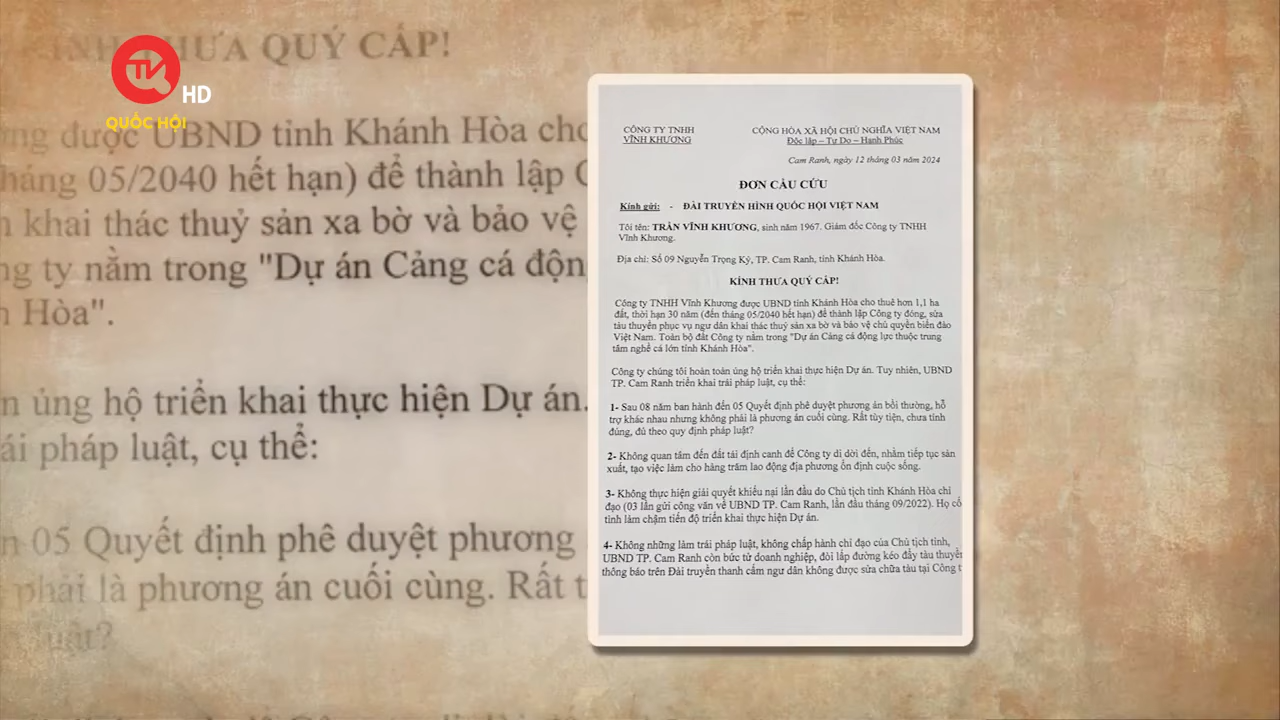 KÍNH THƯA QUÝ CẤP!
TV
HD
QUỐC HỘI
ng được UBND tỉnh Khánh Hòa cho
háng 05/2040 hết hạn) để thành lập C
n khai thác thuỷ sản xa bờ và bảo vệ
ng ty nằm trong "Dự án Cảng cá độn
n Hòa".
n ủng hộ triển khai thực hiện Dự án.
ái pháp luật, cụ thể:
n 05 Quyết định phê duyệt phương
phải là phương án cuối cùng. Rất t
luật?
CÔNG TY TNHH
VĨNH KHƯƠNG
CỘNG HÒA XÃ HỘI CHỦ NGHĨA VIỆT NAM
Độc lập – Tự Do – Hạnh Phúc
Cam Ranh, ngày 12 tháng 03 năm 2024
ĐƠN CẦU CỨU
Kính gửi: - ĐÀI TRUYỀN HÌNH QUỐC HỘI VIỆT NAM
Tôi tên: TRẦN VĨNH KHƯƠNG, sinh năm 1967. Giám đốc Công ty TNHH
Vĩnh Khương.
Địa chỉ: Số 09 Nguyễn Trọng Kỷ, TP. Cam Ranh, tỉnh Khánh Hòa.
KÍNH THƯA QUÝ CẤP!
Công ty TNHH Vĩnh Khương được UBND tỉnh Khánh Hòa cho thuê hơn 1,1 ha
đất, thời hạn 30 năm (đến tháng 05/2040 hết hạn) để thành lập Công ty đóng, sửa
tàu thuyền phục vụ ngư dân khai thác thuỷ sản xa bờ và bảo vệ chủ quyền biển đảo
Việt Nam. Toàn bộ đất Công ty nằm trong "Dự án Cảng cá động lực thuộc trung
tâm nghề cá lớn tỉnh Khánh Hòa".
Công ty chúng tôi hoàn toàn ủng hộ triển khai thực hiện Dự án. Tuy nhiên, UBND
TP. Cam Ranh triển khai trái pháp luật, cụ thể:
1- Sau 08 năm ban hành đến 05 Quyết định phê duyệt phương án bồi thường, hỗ
trợ khác nhau nhưng không phải là phương án cuối cùng. Rất tùy tiện, chưa tính
đúng, đủ theo quy định pháp luật?
2- Không quan tâm đến đất tái định canh để Công ty di dời đến, nhằm tiếp tục sản
xuất, tạo việc làm cho hàng trăm lao động địa phương ổn định cuộc sống.
3- Không thực hiện giải quyết khiếu nại lần đầu do Chủ tịch tỉnh Khánh Hòa chỉ
đạo (03 lần gửi công văn về UBND TP. Cam Ranh, lần đầu tháng 09/2022). Họ cố
tình làm chậm tiến độ triển khai thực hiện Dự án.
4- Không những làm trái pháp luật, không chấp hành chỉ đạo của Chủ tịch tỉnh,
UBND TP. Cam Ranh còn bức tử doanh nghiệp, đòi lấp đường kéo đẩy tàu thuyền
thông báo trên Đài truyền thanh cấm ngư dân không được sửa chữa tàu tại Công t